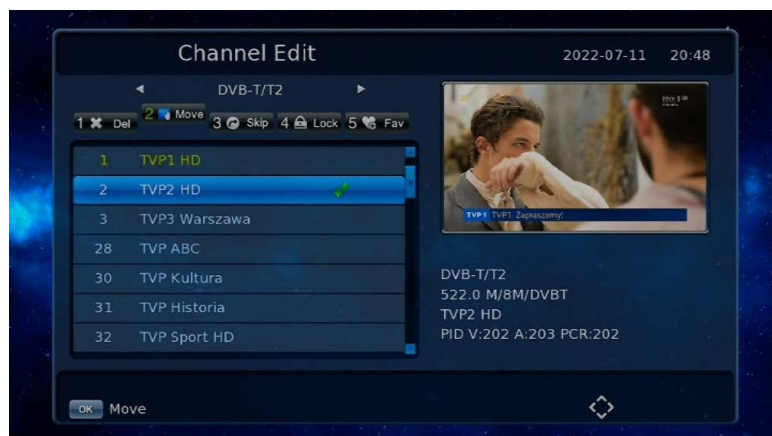 Channel Edit
2022-07-11 20:48
DVB-T/T2
1 Del 2 Move 3 Skip 4 Lock 5 Fav
1 TVP1 HD
2 TVP2 HD
3 TVP3 Warszawa
28 TVP ABC
30 TVP Kultura
31 TVP Historia
32 TVP Sport HD
TVP1 TVP1. Zapraszamy!
DVB-T/T2
522.0 M/8M/DVBT
TVP2 HD
PID V:202 A:203 PCR:202
OK Move